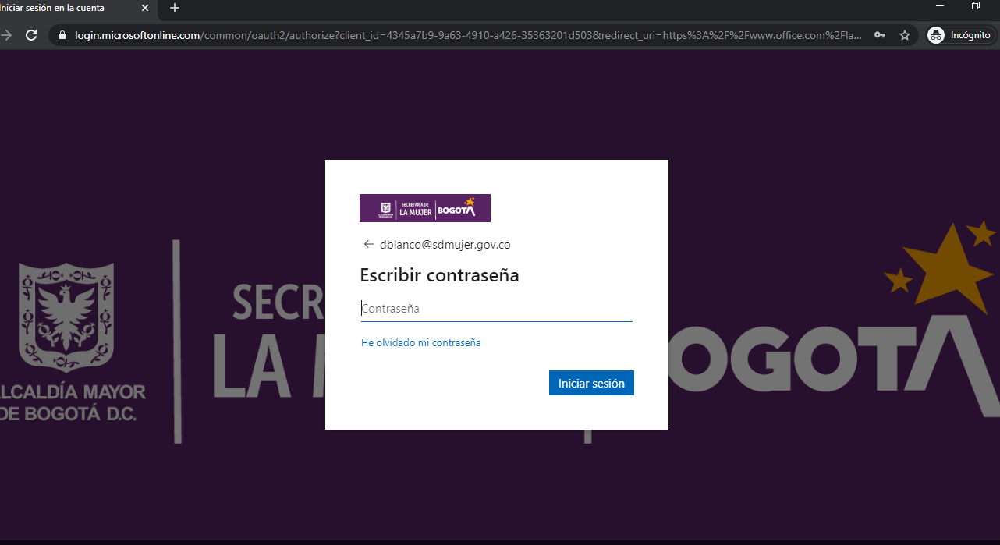 niciar sesión en la cuenta
login.microsoftonline.com/common/oauth2/authorize?client_id=4345a7b9-9a63-4910-a426-35363201d503&redirect_uri=https%3A%2F%2Fwww.office.com%2Fla...
Incógnito
SECRETARÍA DE
LA MUJER
BOGOTÁ
dblanco@sdmujer.gov.co
Escribir contraseña
Contraseña
He olvidado mi contraseña
Iniciar sesión
LCALDÍA MAYOR
DE BOGOTÁ D.C.
SECR
LA
OGOTÁ